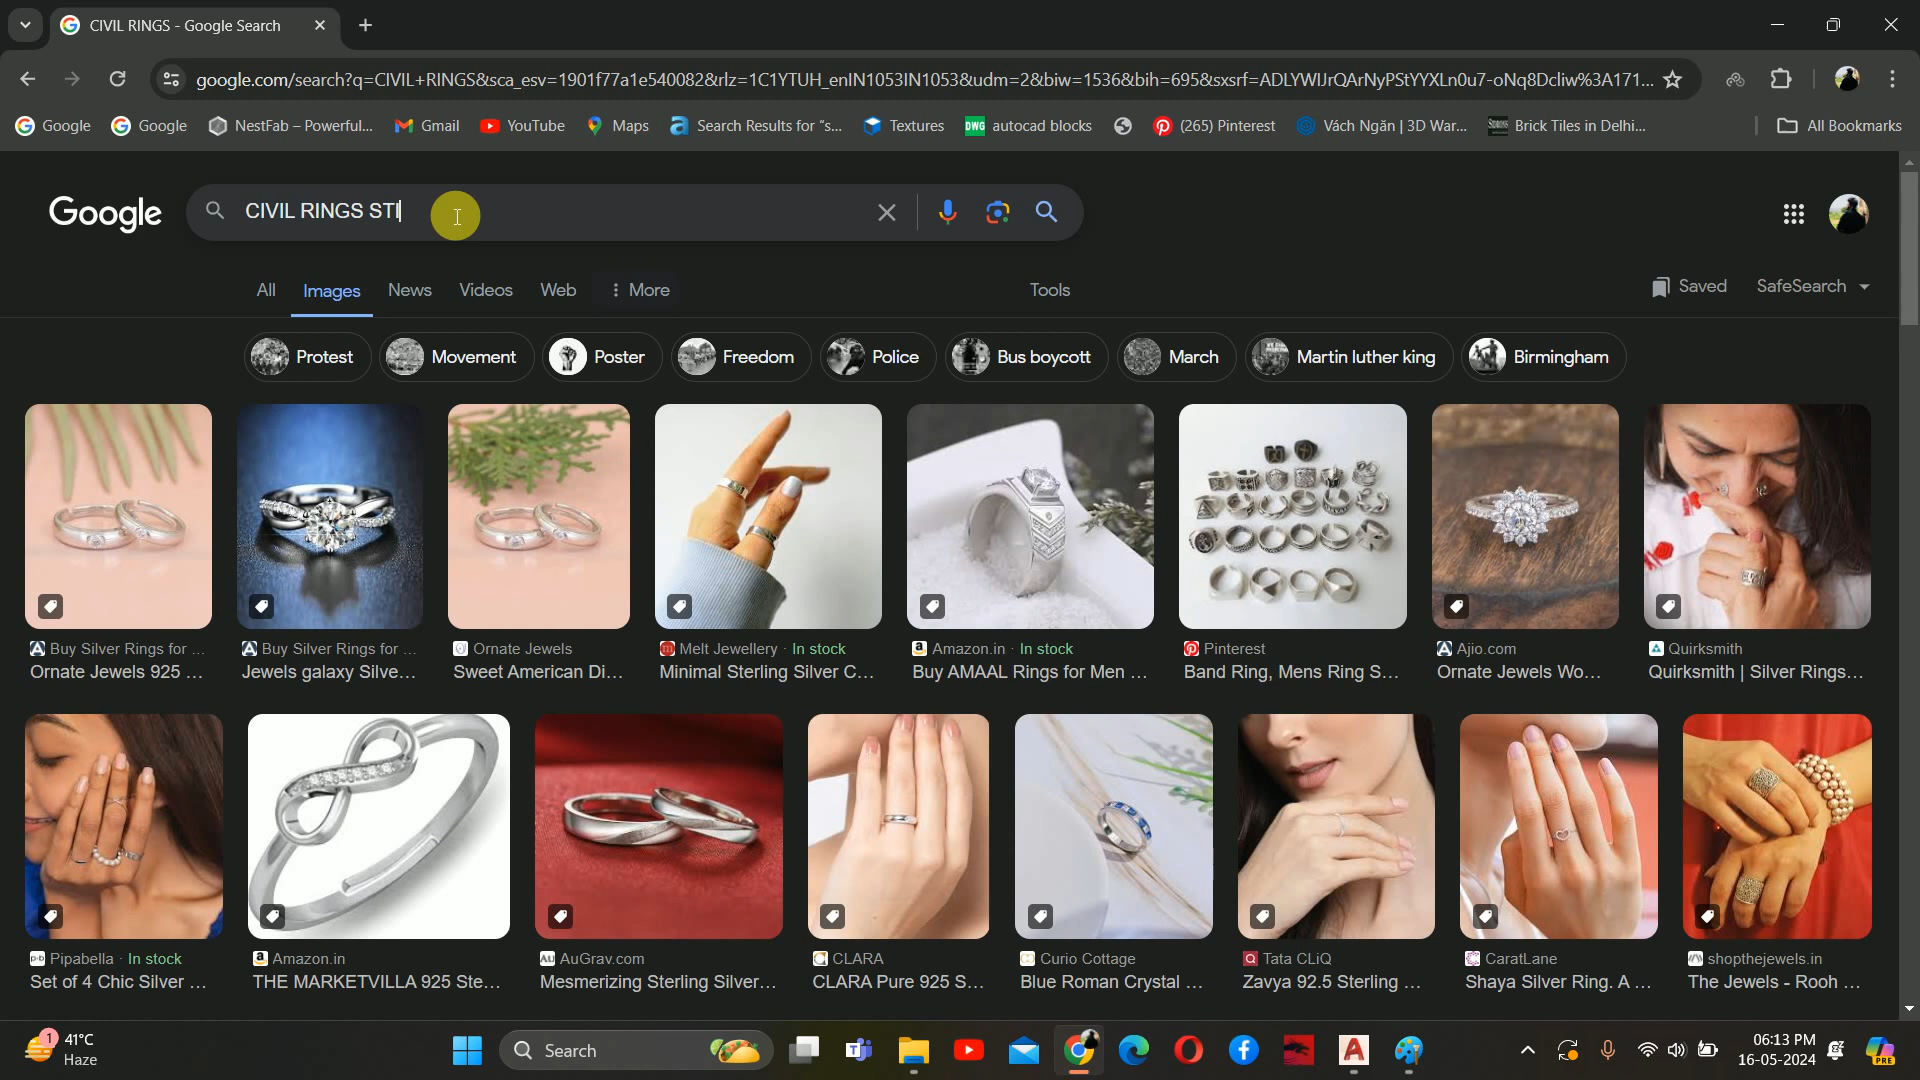 CIVIL RINGS - Google Search
google.com/search?q=CIVIL+RINGS&sca_esv=1901f77a1e540082&rlz=1C1YTUH_enIN1053IN1053&udm=2&biw=1536&bih=695&sxsrf=ADLYWIJrQArNyPStYYXLn0u7-oNq8Dcliw%3A171...
Google Google NestFab – Powerful... Gmail YouTube Maps Search Results for "s... Textures DWG autocad blocks (265) Pinterest Vách Ngăn | 3D War... Brick Tiles in Delhi... All Bookmarks
Google CIVIL RINGS STI
All Images News Videos Web More Tools Saved SafeSearch
Protest Movement Poster Freedom Police Bus boycott March Martin luther king Birmingham
Buy Silver Rings for ... Buy Silver Rings for ... Ornate Jewels Melt Jewellery · In stock Amazon.in · In stock Pinterest Ajio.com Quirksmith
Ornate Jewels 925 ... Jewels galaxy Silve... Sweet American Di... Minimal Sterling Silver C... Buy AMAAL Rings for Men ... Band Ring, Mens Ring S... Ornate Jewels Wo... Quirksmith | Silver Rings...
Pipabella · In stock Amazon.in AuGrav.com CLARA Curio Cottage Tata CLiQ CaratLane shopthejewels.in
Set of 4 Chic Silver ... THE MARKETVILLA 925 Ste... Mesmerizing Sterling Silver... CLARA Pure 925 S... Blue Roman Crystal ... Zavya 92.5 Sterling ... Shaya Silver Ring. A ... The Jewels - Rooh ...
1 41°C Search 06:13 PM
Haze 16-05-2024 PRE